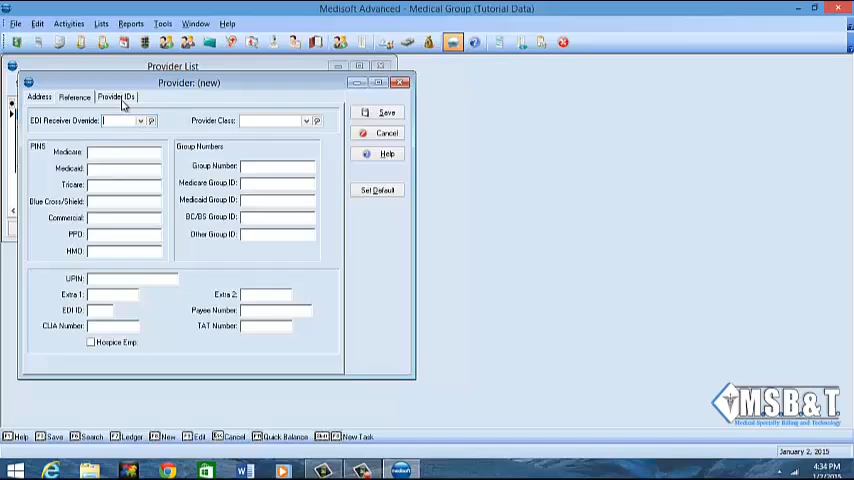 Medisoft Advanced - Medical Group (Tutorial Data)
File Edit Activities Lists Reports Tools Window Help
Provider List
Provider: (new)
Address Reference Provider IDs
EDI Receiver Override: Provider Class:
Save
Cancel
Help
Set Default
PINS
Medicare:
Medicaid:
Tricare:
Blue Cross/Shield:
Commercial:
PPO:
HMO:
Group Numbers
Group Number:
Medicare Group ID:
Medicaid Group ID:
BC/BS Group ID:
Other Group ID:
UPIN:
Extra 1: Extra 2:
EDI ID: Payee Number:
CLIA Number: TAT Number:
Hospice Emp.
MSB&T
Medical Specialty Billing and Technology
Help Save Search Ledger New Edit Cancel Quick Balance New Task
January 2, 2015
4:34 PM
1/2/2015